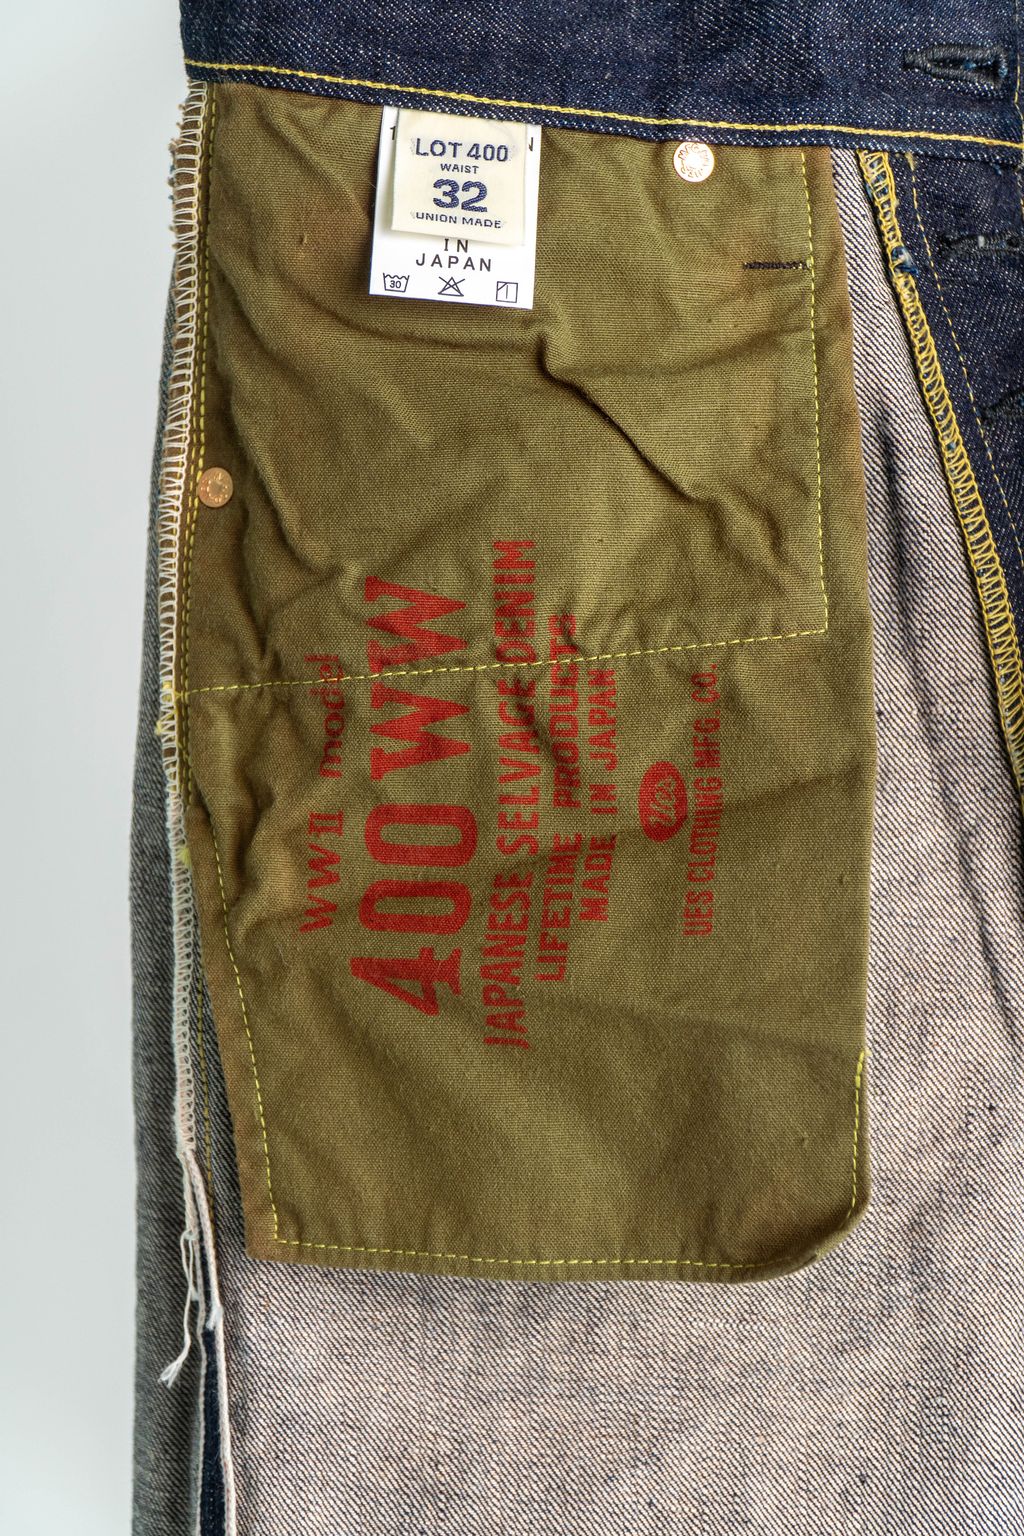 LOT 400
WAIST
32
UNION MADE
IN
JAPAN
30
WWII model
400WW
JAPANESE SELVAGE DENIM
LIFETIME PRODUCTS
MADE IN JAPAN
UES
UES CLOTHING MFG. CO.